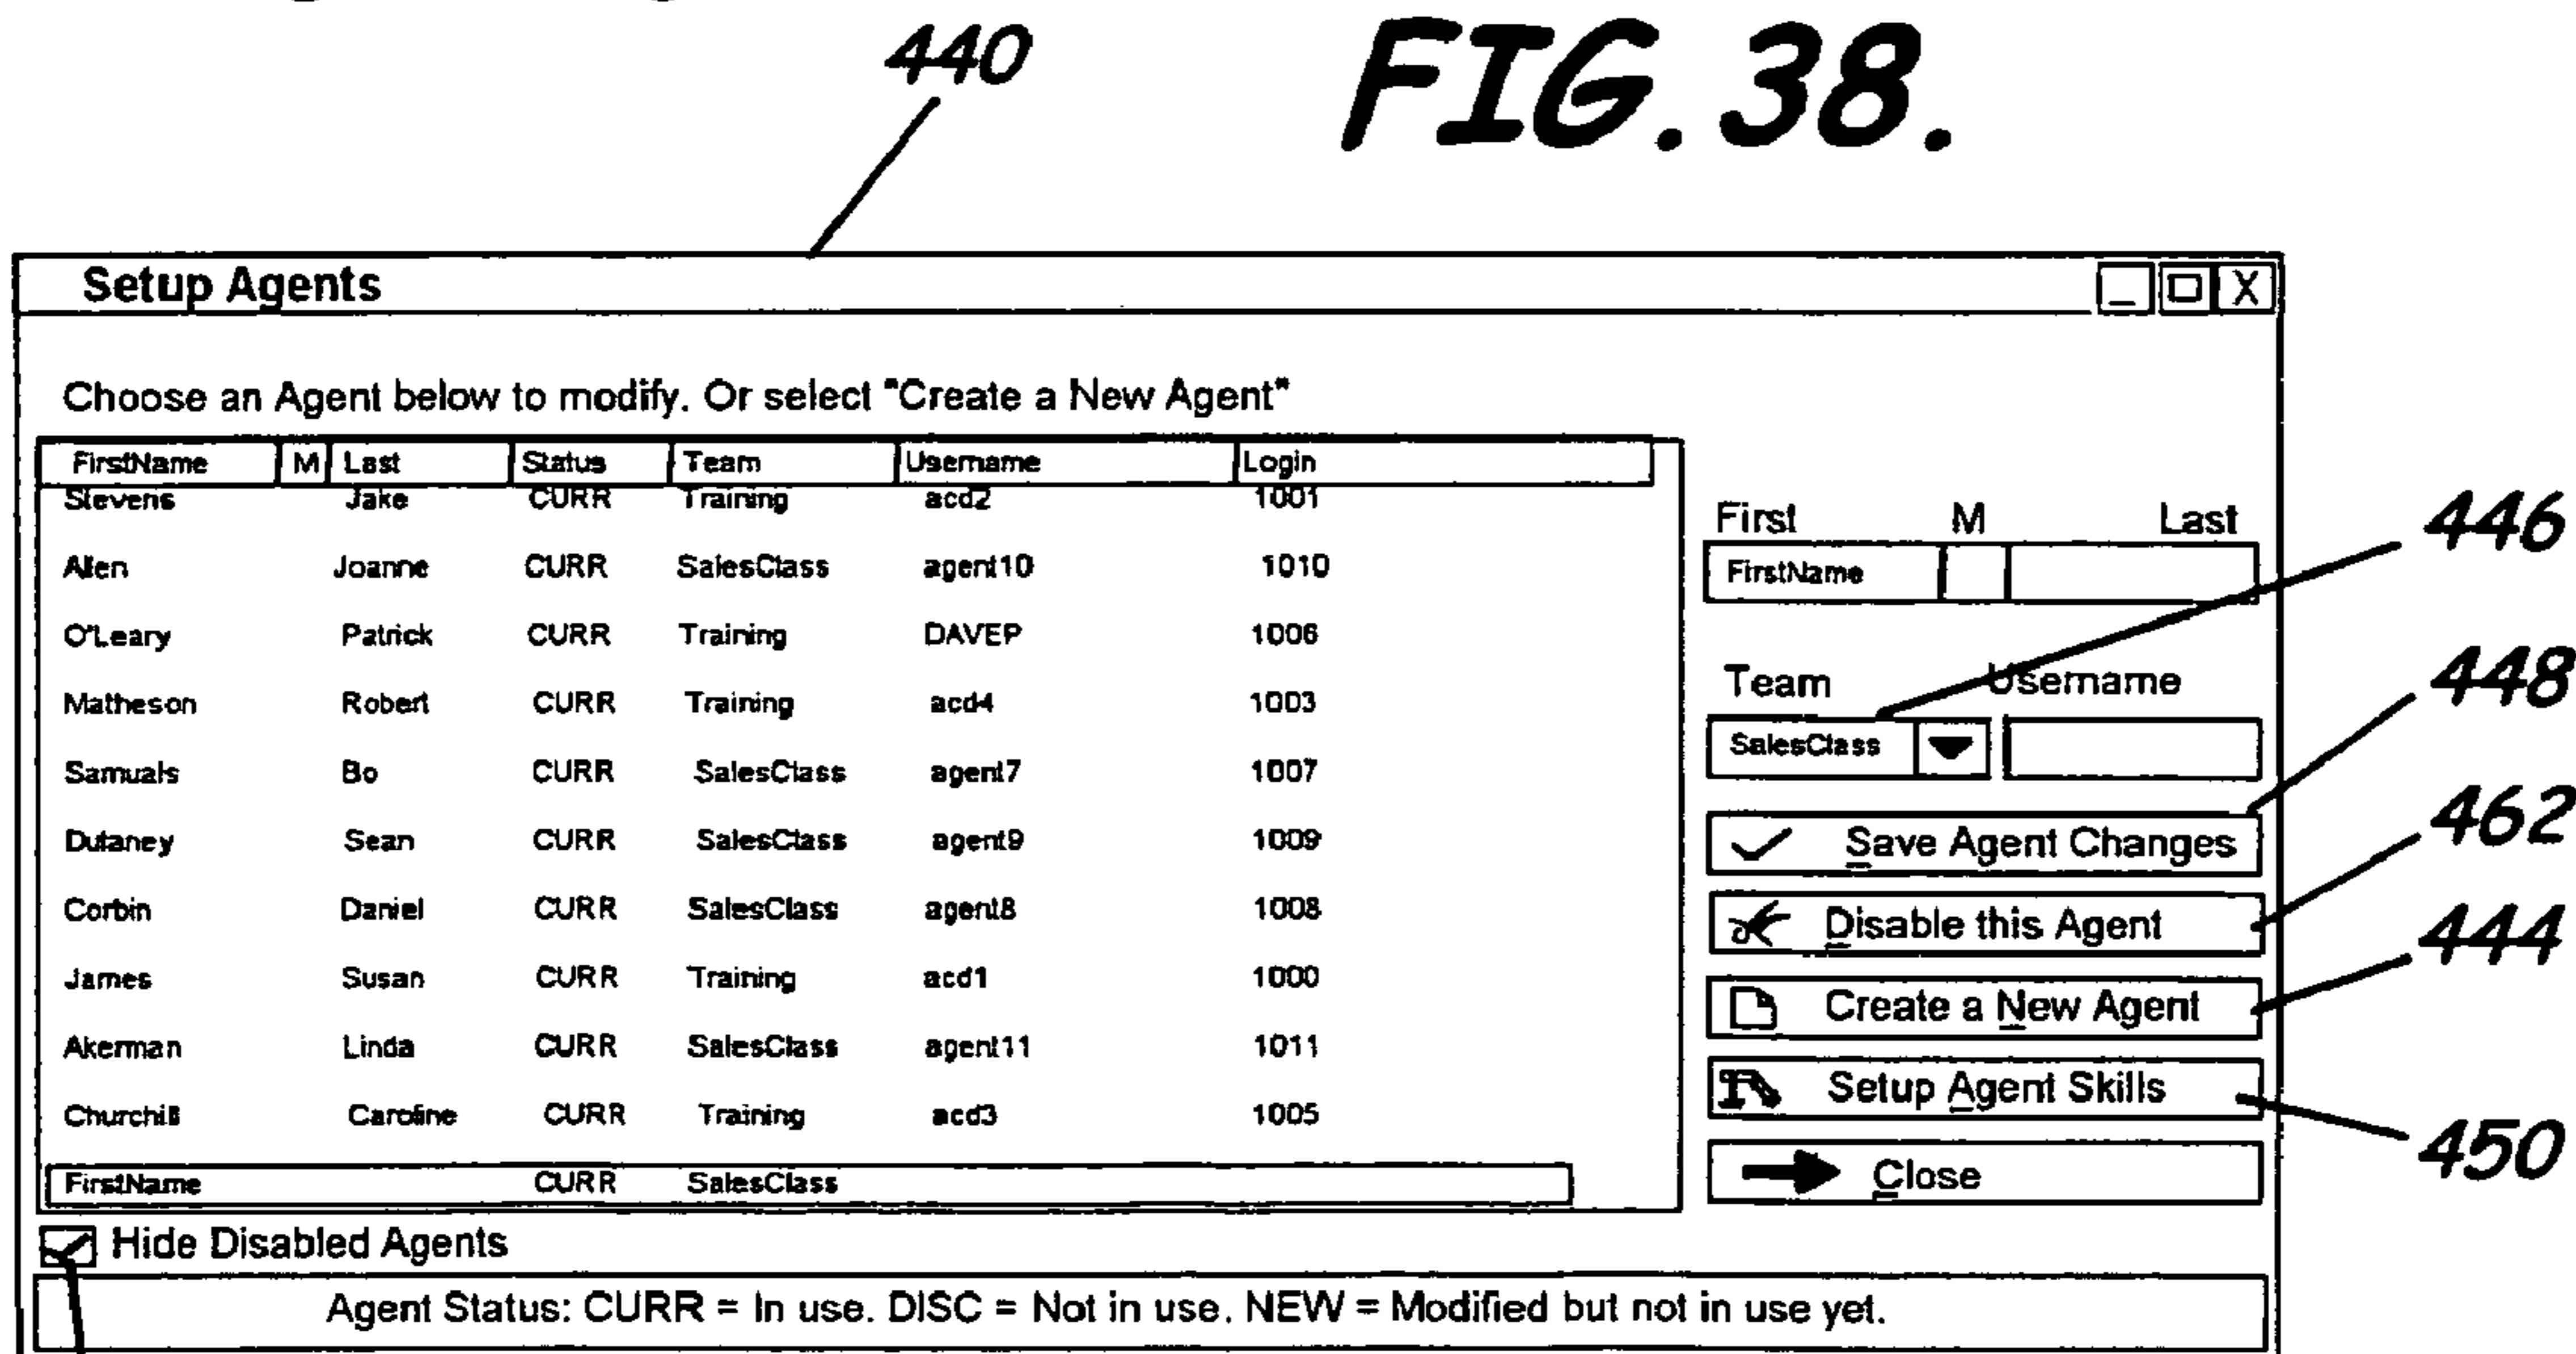 440
FIG. 38.
Setup Agents
X
Choose an Agent below to modify. Or select "Create a New Agent"
FirstName M Last Status Team Username Login
Stevens Jake CURR Training acd2 1001
Allen Joanne CURR SalesClass agent10 1010
O'Leary Patrick CURR Training DAVEP 1006
Matheson Robert CURR Training acd4 1003
Samuals Bo CURR SalesClass agent7 1007
Dutaney Sean CURR SalesClass agent9 1009
Corbin Daniel CURR SalesClass agent8 1008
James Susan CURR Training acd1 1000
Akerman Linda CURR SalesClass agent11 1011
Churchill Caroline CURR Training acd3 1005
FirstName CURR SalesClass
First M Last
FirstName
446
Team Username
SalesClass
448
Save Agent Changes
462
Disable this Agent
444
Create a New Agent
Setup Agent Skills
450
Close
Hide Disabled Agents
Agent Status: CURR = In use. DISC = Not in use. NEW = Modified but not in use yet.